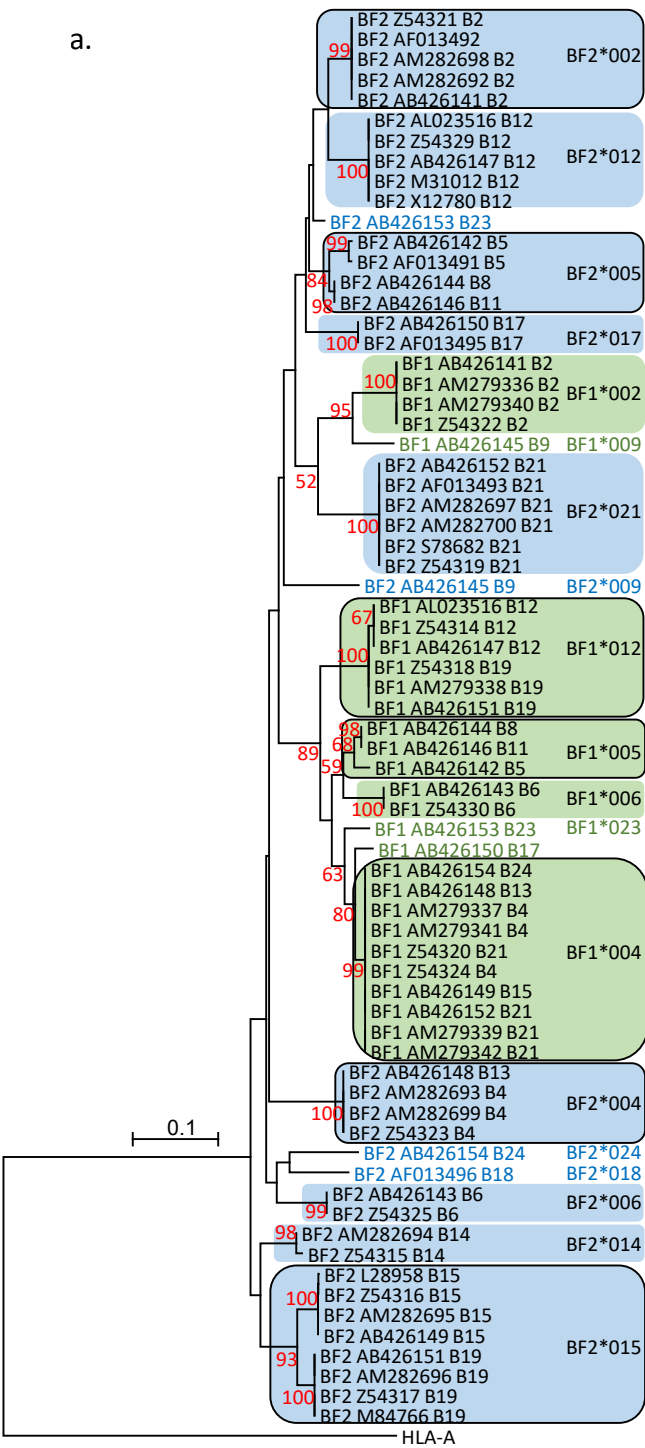 a.
BF2 Z54321 B2
BF2 AF013492
99
BF2 AM282698 B2
BF2*002
BF2 AM282692 B2
BF2 AB426141 B2
BF2 AL023516 B12
BF2 Z54329 B12
BF2 AB426147 B12
BF2*012
100
BF2 M31012 B12
BF2 X12780 B12
BF2 AB426153 B23
99
BF2 AB426142 B5
BF2 AF013491 B5
84
BF2 AB426144 B8
BF2*005
98
BF2 AB426146 B11
BF2 AB426150 B17
BF2*017
100
BF2 AF013495 B17
BF1 AB426141 B2
100
BF1 AM279336 B2
BF1*002
BF1 AM279340 B2
95
BF1 Z54322 B2
BF1 AB426145 B9
BF1*009
BF2 AB426152 B21
52
BF2 AF013493 B21
BF2 AM282697 B21
BF2*021
100
BF2 AM282700 B21
BF2 S78682 B21
BF2 Z54319 B21
BF2 AB426145 B9
BF2*009
BF1 AL023516 B12
67
BF1 Z54314 B12
BF1 AB426147 B12
BF1*012
100
BF1 Z54318 B19
BF1 AM279338 B19
BF1 AB426151 B19
98
BF1 AB426144 B8
89
68
BF1 AB426146 B11
BF1*005
59
BF1 AB426142 B5
BF1 AB426143 B6
BF1*006
100
BF1 Z54330 B6
BF1 AB426153 B23
BF1*023
BF1 AB426150 B17
63
BF1 AB426154 B24
BF1 AB426148 B13
80
BF1 AM279337 B4
BF1 AM279341 B4
BF1 Z54320 B21
BF1*004
99
BF1 Z54324 B4
BF1 AB426149 B15
BF1 AB426152 B21
BF1 AM279339 B21
BF1 AM279342 B21
BF2 AB426148 B13
BF2 AM282693 B4
BF2*004
100
BF2 AM282699 B4
BF2 Z54323 B4
0.1
BF2 AB426154 B24
BF2*024
BF2 AF013496 B18
BF2*018
BF2 AB426143 B6
BF2*006
99
BF2 Z54325 B6
98
BF2 AM282694 B14
BF2*014
BF2 Z54315 B14
BF2 L28958 B15
100
BF2 Z54316 B15
BF2 AM282695 B15
BF2 AB426149 B15
BF2*015
93
BF2 AB426151 B19
BF2 AM282696 B19
100
BF2 Z54317 B19
BF2 M84766 B19
HLA-A